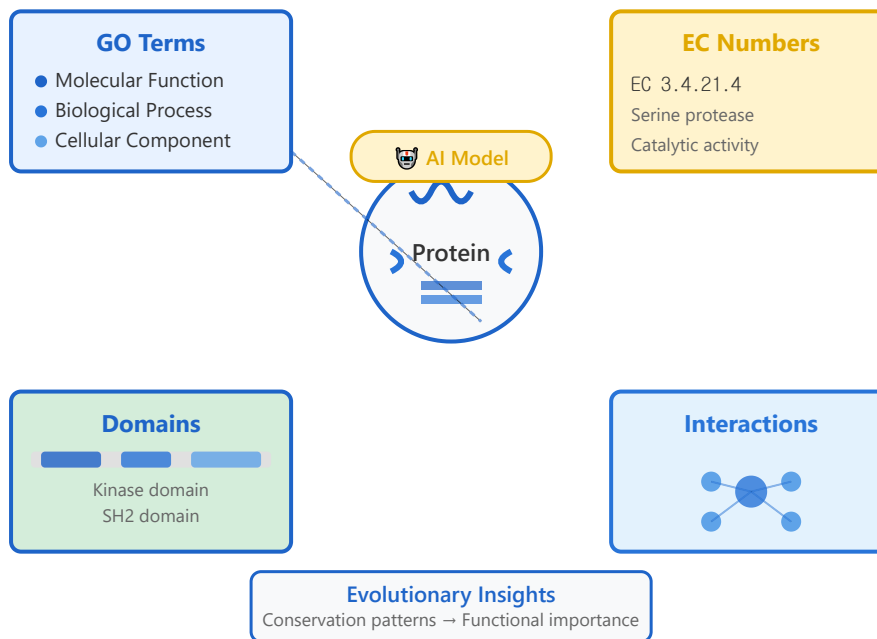 GO Terms
Molecular Function
Biological Process
Cellular Component
EC Numbers
EC 3.4.21.4
Serine protease
Catalytic activity
AI Model
Protein
Domains
Kinase domain
SH2 domain
Interactions
Evolutionary Insights
Conservation patterns → Functional importance